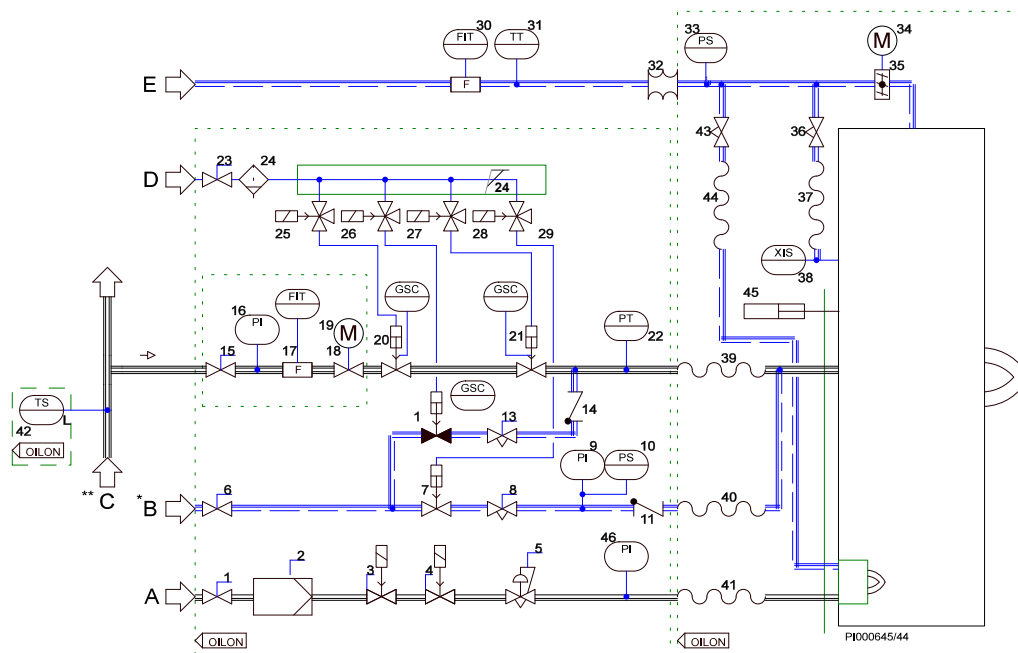 30
31
33
34
FIT
TT
PS
M
E
F
32
35
43
36
23
24
D
24
44
37
25
26
27
28
29
XIS
38
GSC
GSC
FIT
16
PI
19
M
45
20
21
PT
22
15
17
18
39
F
TS
L
42
OILON
GSC
1
13
14
9
10
PI
PS
** C
* B
6
7
8
11
40
46
PI
A
1
2
3
4
5
41
OILON
OILON
PI000645/44